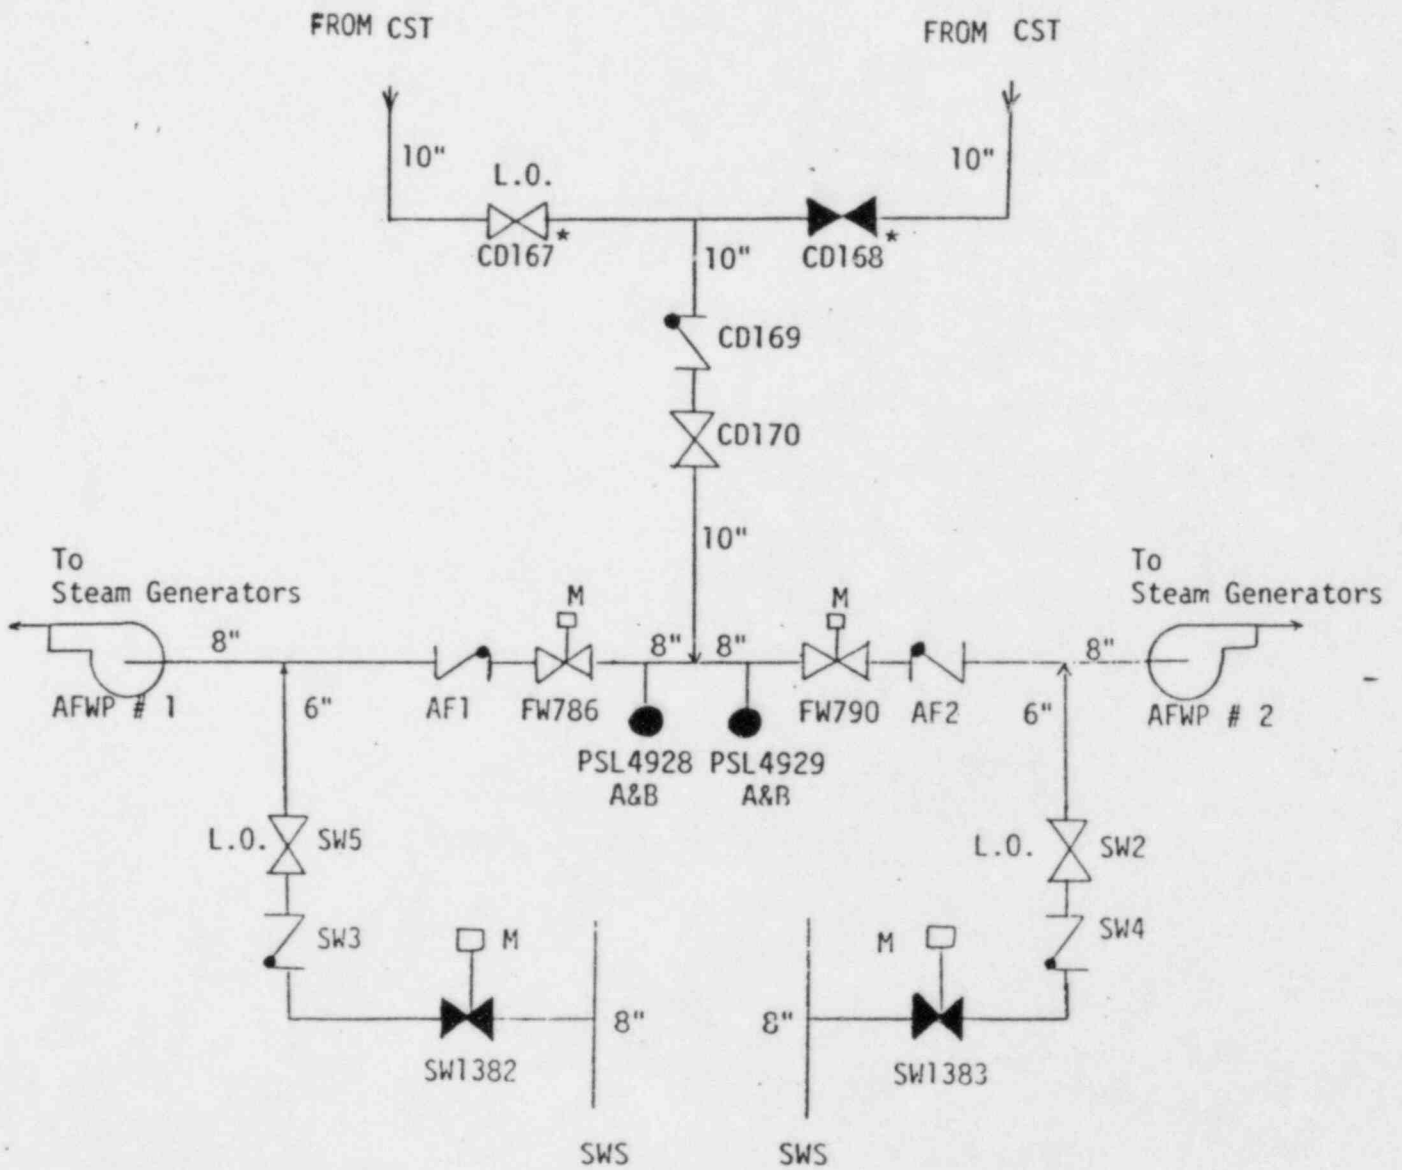 FROM CST
FROM CST
10"
10"
L.O.
CD167*
CD168*
10"
CD169
CD170
10"
To
Steam Generators
To
Steam Generators
M
M
8"
8"
8"
8"
AFWP # 1
6"
AF1
FW786
FW790
AF2
6"
AFWP # 2
PSL4928
A&B
PSL4929
A&B
L.O.
SW5
L.O.
SW2
SW3
M
M
SW4
8"
8"
SW1382
SW1383
SWS
SWS